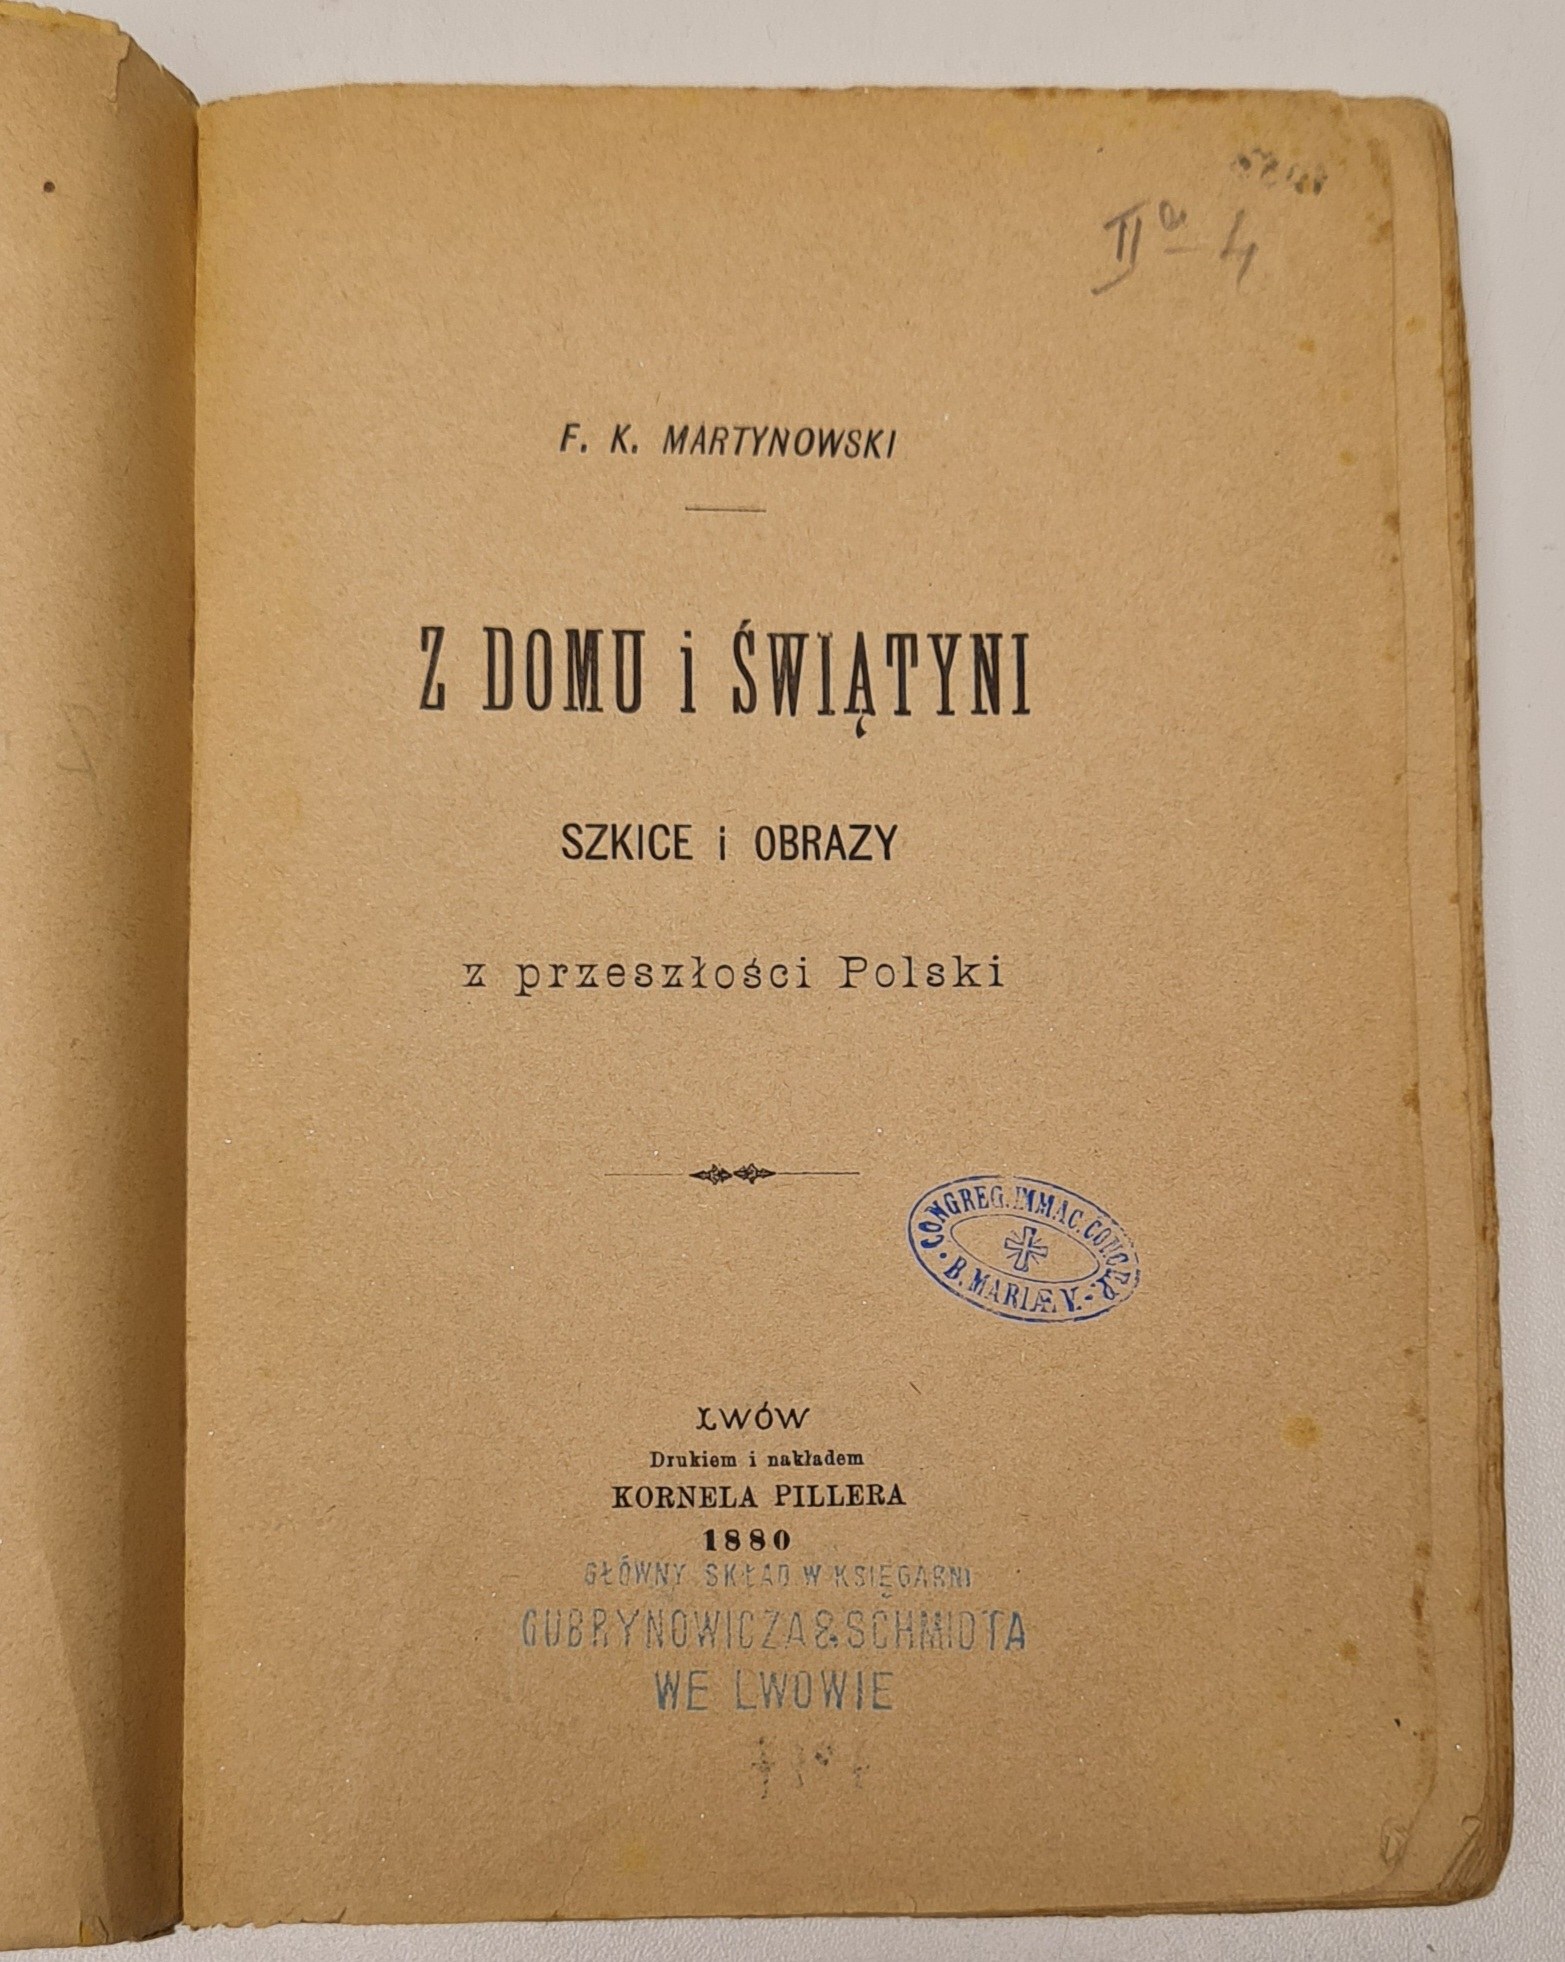 IIa - 4
F. K. MARTYNOWSKI
Z DOMU i ŚWIĄTYNI
SZKICE i OBRAZY
z przeszłości Polski
CONGREG. IMMAC. CONCEP.
B. MARIÆ V.
LWÓW
Drukiem i nakładem
KORNELA PILLERA
1880
GŁÓWNY SKŁAD W KSIĘGARNI
GUBRYNOWICZA & SCHMIDTA
WE LWOWIE